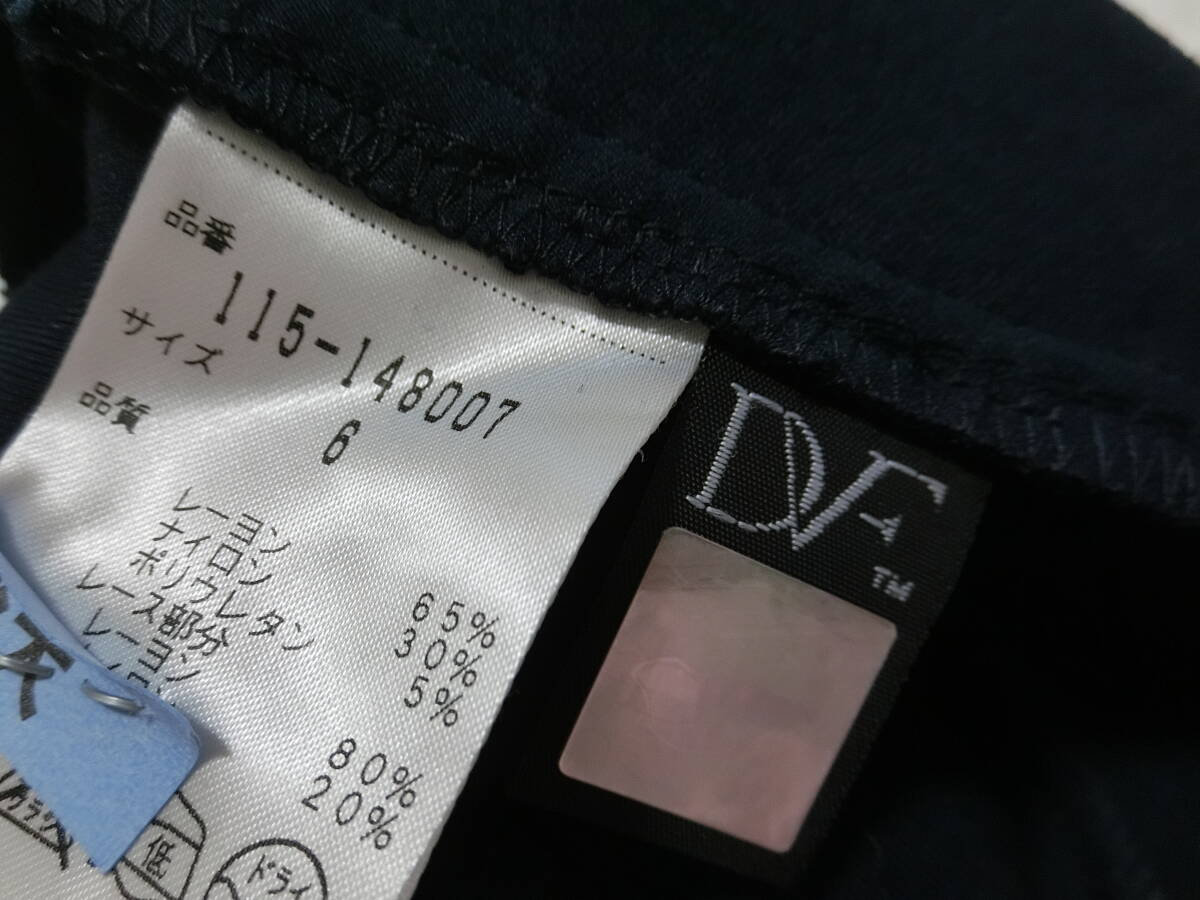 品番
115-148007
サイズ
6
品質
レーヨン 65%
ナイロン 30%
ポリウレタン 5%
レース部分
レーヨン 80%
20%
低
ドライ
DVF
TM